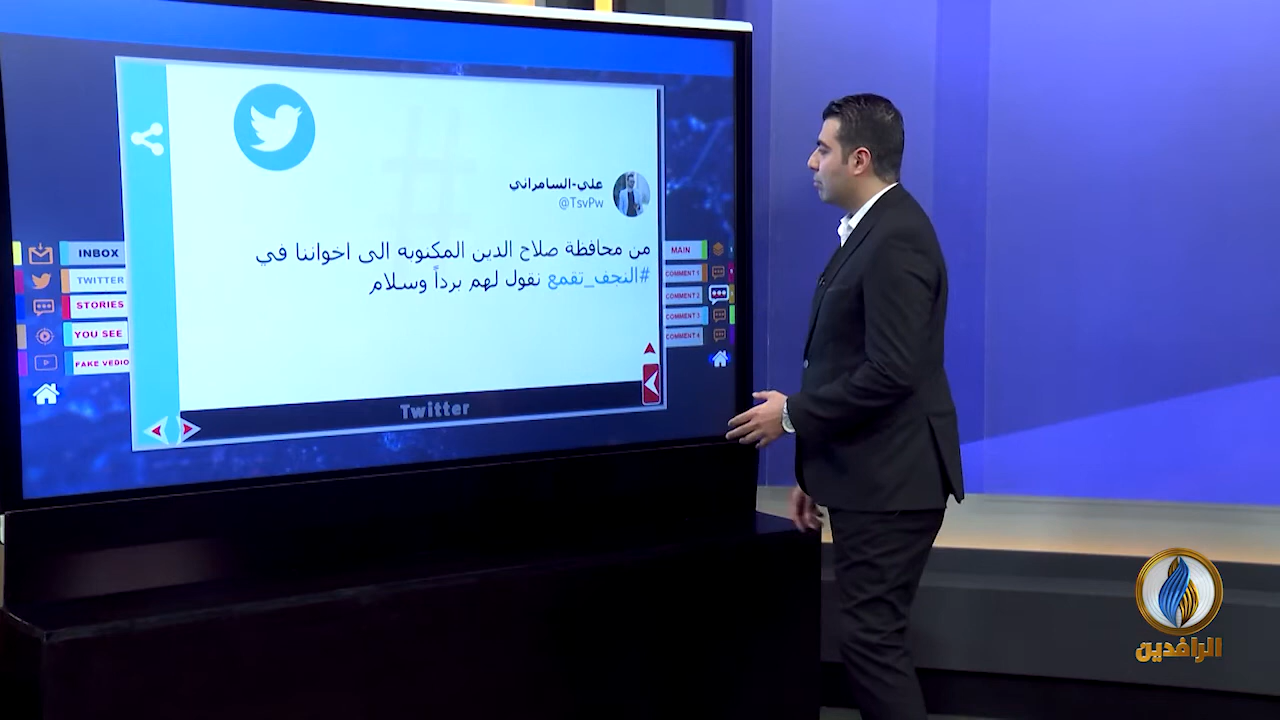 علي-السامرائي
@TsvPw
من محافظة صلاح الدين المكنوبه الى اخواننا في
#النجف_تقمع نقول لهم برداً وسلام
Twitter
INBOX
TWITTER
STORIES
YOU SEE
FAKE VEDIO
MAIN
COMMENT 1
COMMENT 2
COMMENT 3
COMMENT 4
الرافدين